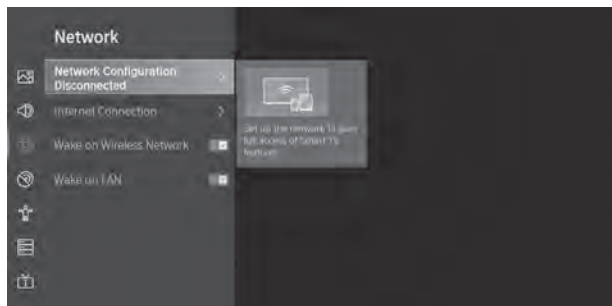 Network
Network Configuration
Disconnected
Internet Connection
Wake on Wireless Network
Wake on LAN
Set up the network to gain
full access of Smart TV
features